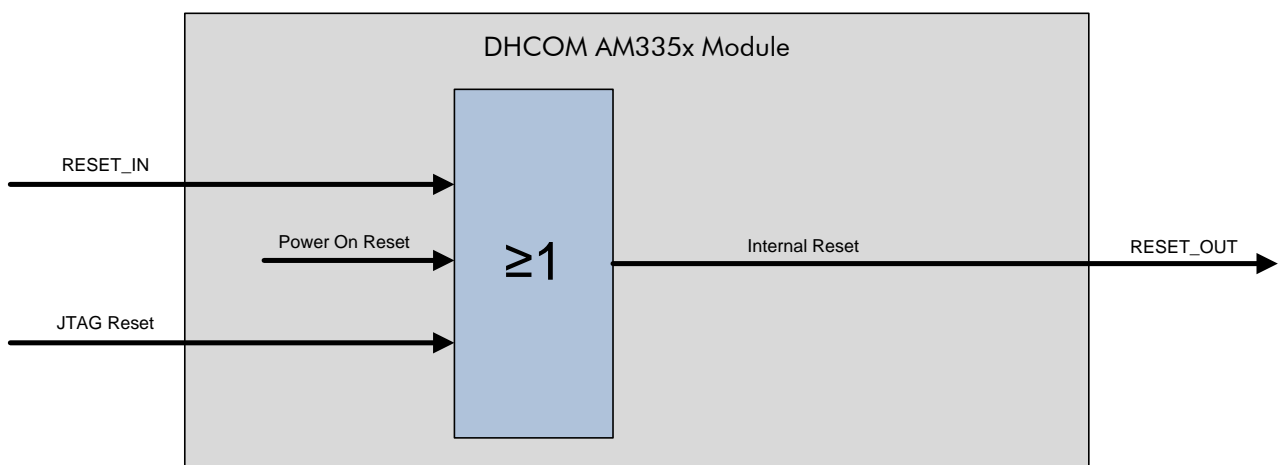 DHCOM AM335x Module
RESET_IN
Power On Reset
≥1
Internal Reset
RESET_OUT
JTAG Reset